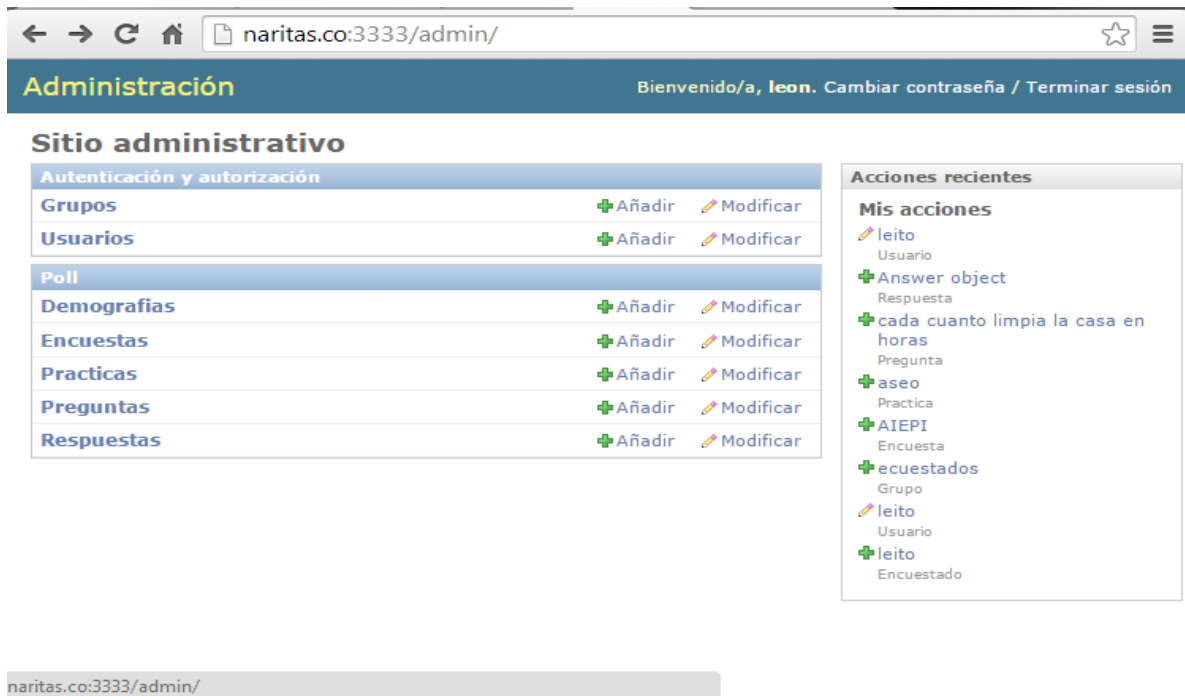 naritas.co:3333/admin/
Administración
Bienvenido/a, leon. Cambiar contraseña / Terminar sesión
Sitio administrativo
Autenticación y autorización
Grupos Añadir Modificar
Usuarios Añadir Modificar
Poll
Demografias Añadir Modificar
Encuestas Añadir Modificar
Practicas Añadir Modificar
Preguntas Añadir Modificar
Respuestas Añadir Modificar
Acciones recientes
Mis acciones
leito
Usuario
Answer object
Respuesta
cada cuanto limpia la casa en
horas
Pregunta
aseo
Practica
AIEPI
Encuesta
ecuestados
Grupo
leito
Usuario
leito
Encuestado
naritas.co:3333/admin/